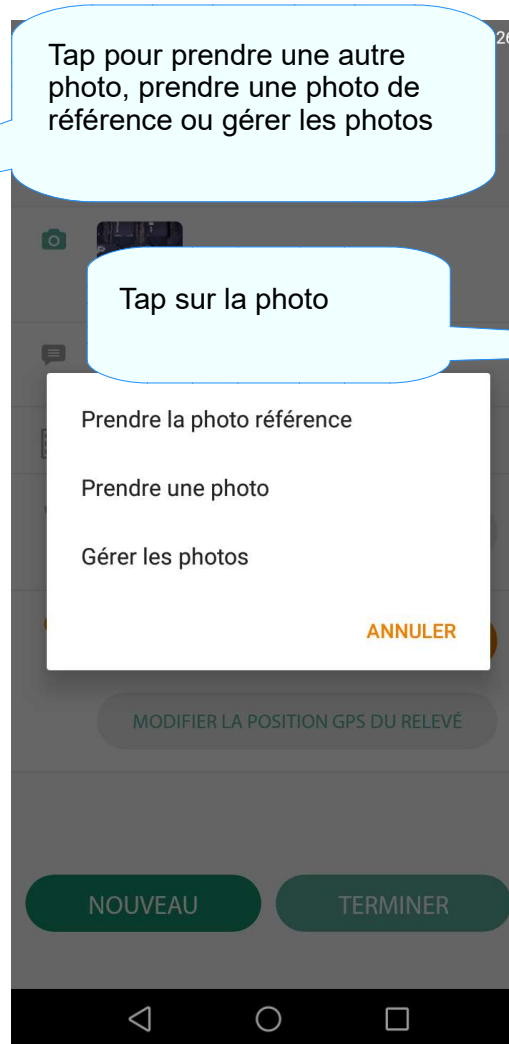 26
Tap pour prendre une autre
photo, prendre une photo de
référence ou gérer les photos
Tap sur la photo
Prendre la photo référence
Prendre une photo
Gérer les photos
ANNULER
MODIFIER LA POSITION GPS DU RELEVÉ
NOUVEAU
TERMINER